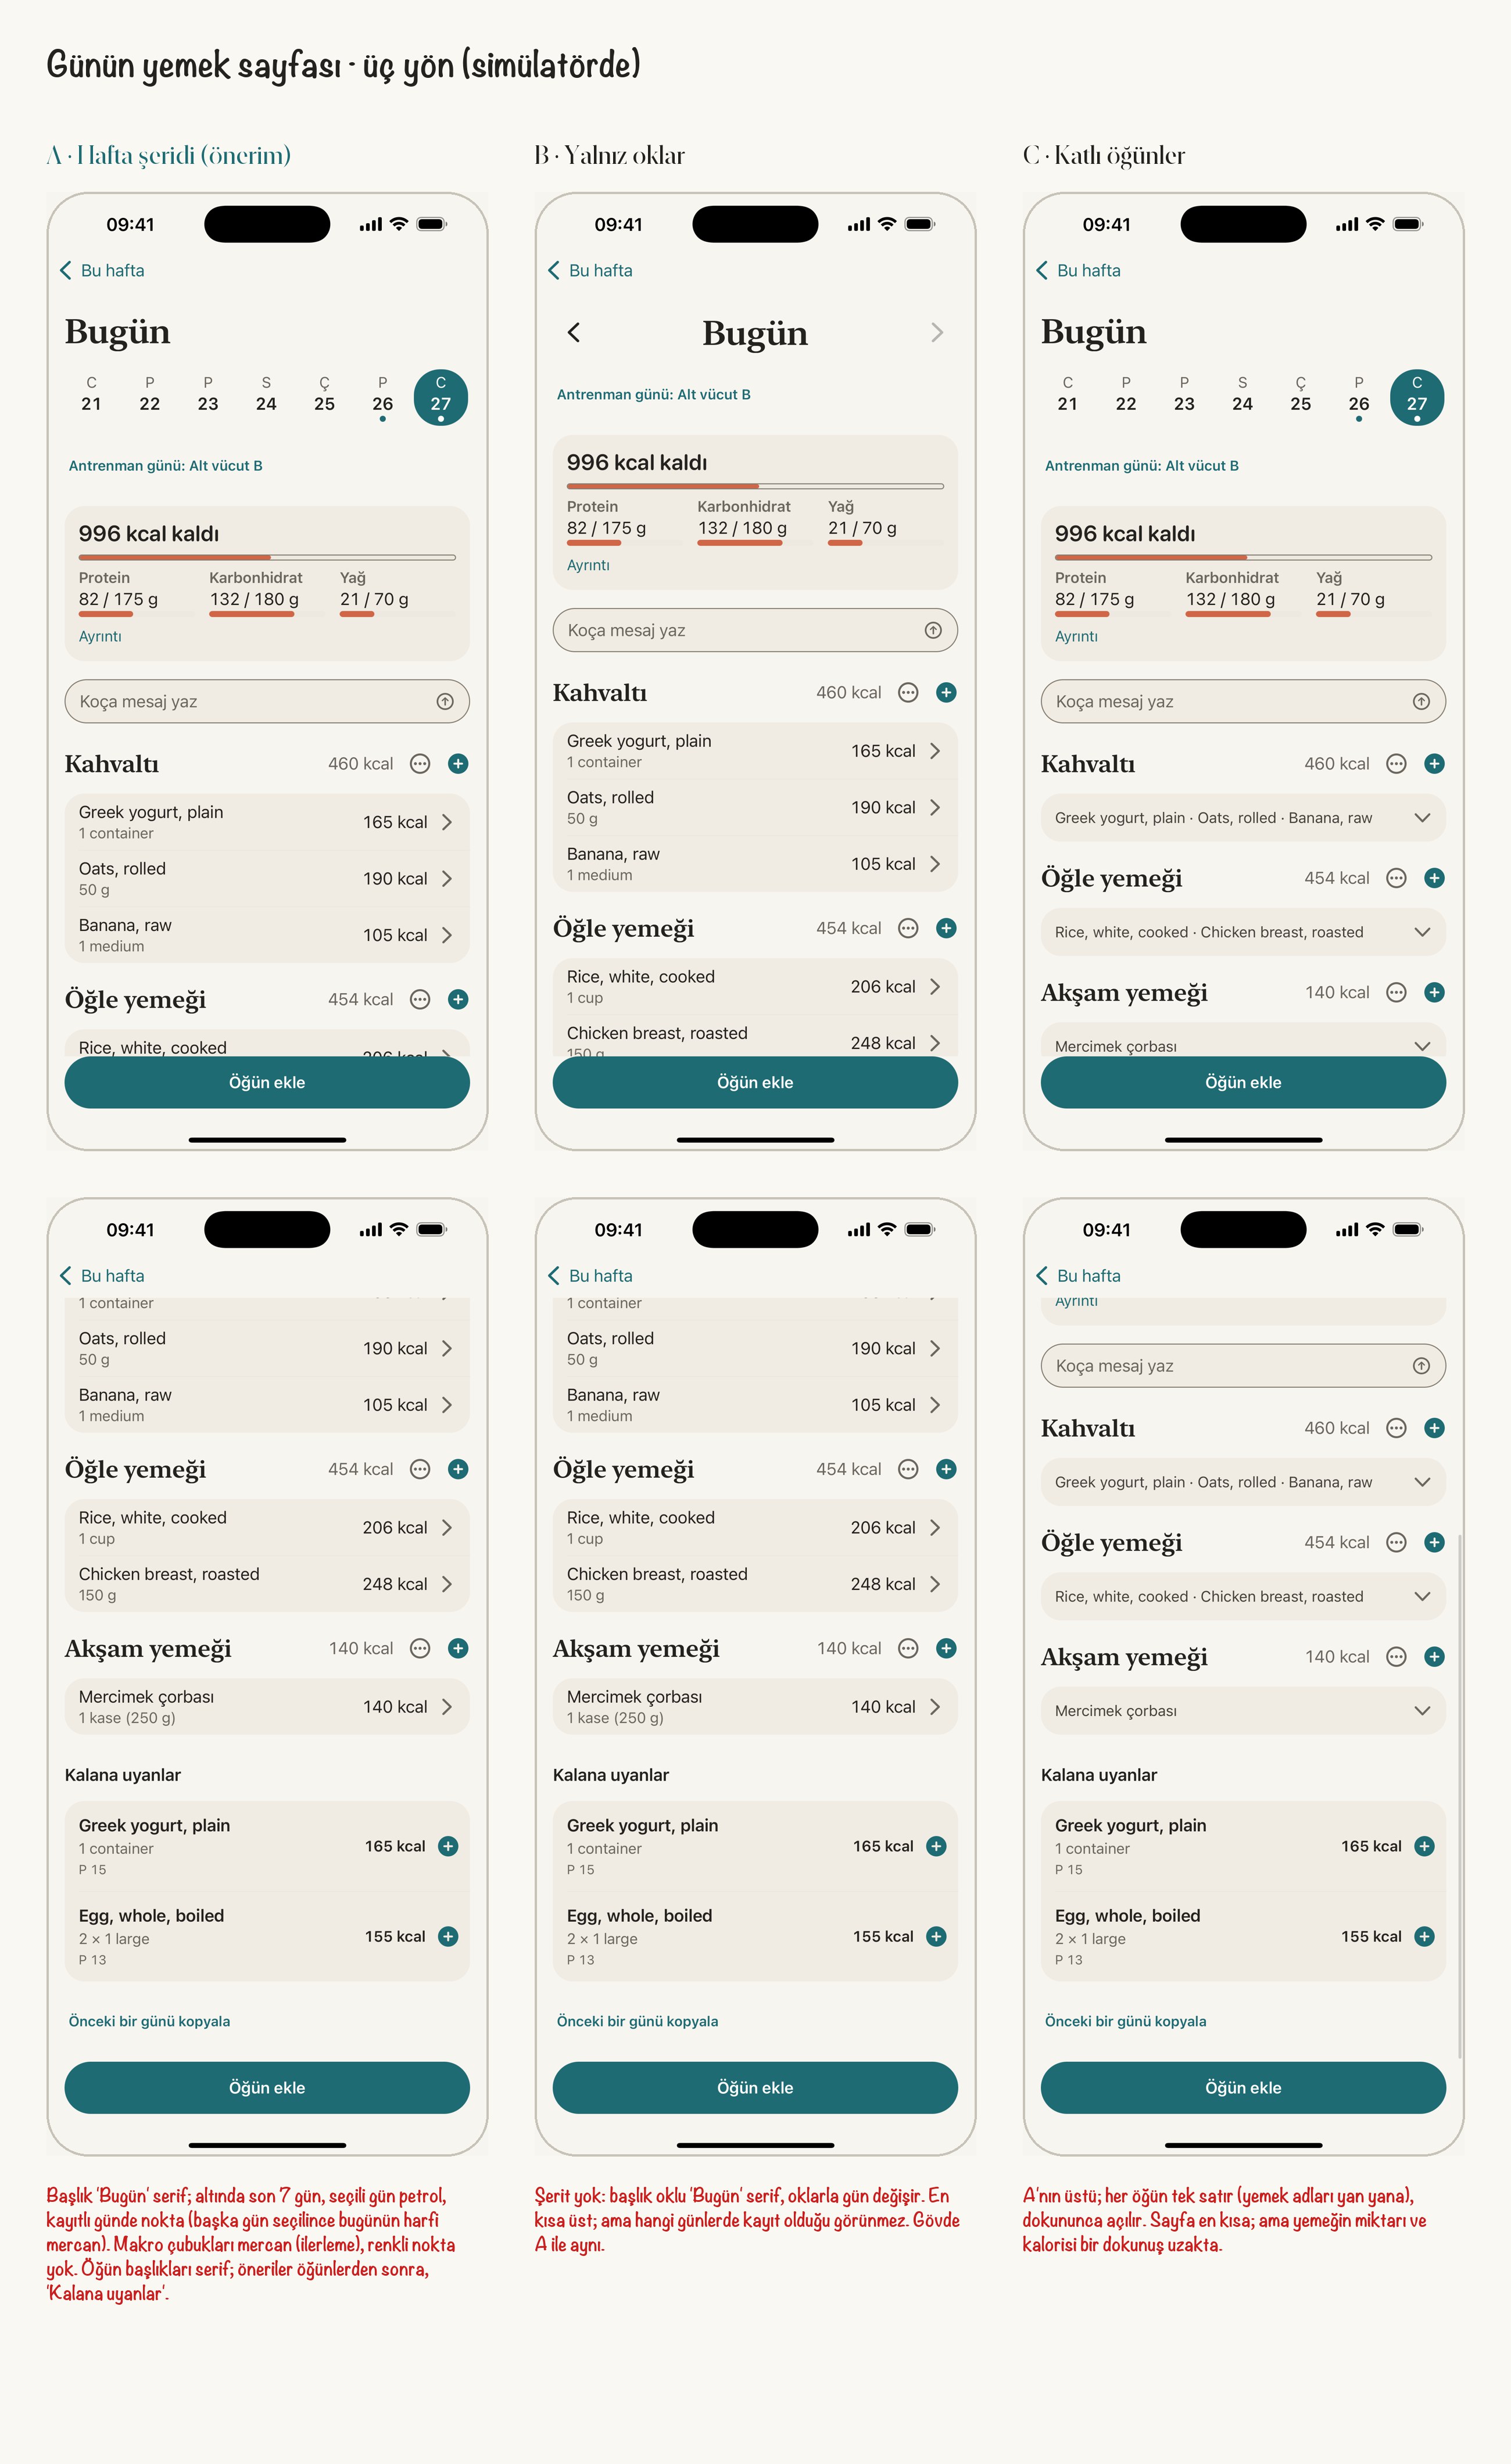 Günün yemek sayfası · üç yön (simülatörde)
A · Hafta şeridi (önerim)
09:41
Bu hafta
Bugün
C P P S Ç P C
21 22 23 24 25 26 27
Antrenman günü: Alt vücut B
996 kcal kaldı
Protein Karbonhidrat Yağ
82 / 175 g 132 / 180 g 21 / 70 g
Ayrıntı
Koça mesaj yaz
Kahvaltı 460 kcal
Greek yogurt, plain
1 container
165 kcal
Oats, rolled
50 g
190 kcal
Banana, raw
1 medium
105 kcal
Öğle yemeği 454 kcal
Rice, white, cooked
206 kcal
Öğün ekle
B · Yalnız oklar
09:41
Bu hafta
Bugün
Antrenman günü: Alt vücut B
996 kcal kaldı
Protein Karbonhidrat Yağ
82 / 175 g 132 / 180 g 21 / 70 g
Ayrıntı
Koça mesaj yaz
Kahvaltı 460 kcal
Greek yogurt, plain
1 container
165 kcal
Oats, rolled
50 g
190 kcal
Banana, raw
1 medium
105 kcal
Öğle yemeği 454 kcal
Rice, white, cooked
1 cup
206 kcal
Chicken breast, roasted
150 g
248 kcal
Öğün ekle
C · Katlı öğünler
09:41
Bu hafta
Bugün
C P P S Ç P C
21 22 23 24 25 26 27
Antrenman günü: Alt vücut B
996 kcal kaldı
Protein Karbonhidrat Yağ
82 / 175 g 132 / 180 g 21 / 70 g
Ayrıntı
Koça mesaj yaz
Kahvaltı 460 kcal
Greek yogurt, plain · Oats, rolled · Banana, raw
Öğle yemeği 454 kcal
Rice, white, cooked · Chicken breast, roasted
Akşam yemeği 140 kcal
Mercimek çorbası
Öğün ekle
09:41
Bu hafta
1 container
Oats, rolled
50 g
190 kcal
Banana, raw
1 medium
105 kcal
Öğle yemeği 454 kcal
Rice, white, cooked
1 cup
206 kcal
Chicken breast, roasted
150 g
248 kcal
Akşam yemeği 140 kcal
Mercimek çorbası
1 kase (250 g)
140 kcal
Kalana uyanlar
Greek yogurt, plain
1 container
P 15
165 kcal
Egg, whole, boiled
2 × 1 large
P 13
155 kcal
Önceki bir günü kopyala
Öğün ekle
09:41
Bu hafta
1 container
Oats, rolled
50 g
190 kcal
Banana, raw
1 medium
105 kcal
Öğle yemeği 454 kcal
Rice, white, cooked
1 cup
206 kcal
Chicken breast, roasted
150 g
248 kcal
Akşam yemeği 140 kcal
Mercimek çorbası
1 kase (250 g)
140 kcal
Kalana uyanlar
Greek yogurt, plain
1 container
P 15
165 kcal
Egg, whole, boiled
2 × 1 large
P 13
155 kcal
Önceki bir günü kopyala
Öğün ekle
09:41
Bu hafta
Ayrıntı
Koça mesaj yaz
Kahvaltı 460 kcal
Greek yogurt, plain · Oats, rolled · Banana, raw
Öğle yemeği 454 kcal
Rice, white, cooked · Chicken breast, roasted
Akşam yemeği 140 kcal
Mercimek çorbası
Kalana uyanlar
Greek yogurt, plain
1 container
P 15
165 kcal
Egg, whole, boiled
2 × 1 large
P 13
155 kcal
Önceki bir günü kopyala
Öğün ekle
Başlık 'Bugün' serif; altında son 7 gün, seçili gün petrol,
kayıtlı günde nokta (başka gün seçilince bugünün harfi
mercan). Makro çubukları mercan (ilerleme), renkli nokta
yok. Öğün başlıkları serif; öneriler öğünlerden sonra,
'Kalana uyanlar'.
Şerit yok: başlık oklu 'Bugün' serif, oklarla gün değişir. En
kısa üst; ama hangi günlerde kayıt olduğu görünmez. Gövde
A ile aynı.
A'nın üstü; her öğün tek satır (yemek adları yan yana),
dokununca açılır. Sayfa en kısa; ama yemeğin miktarı ve
kalorisi bir dokunuş uzakta.